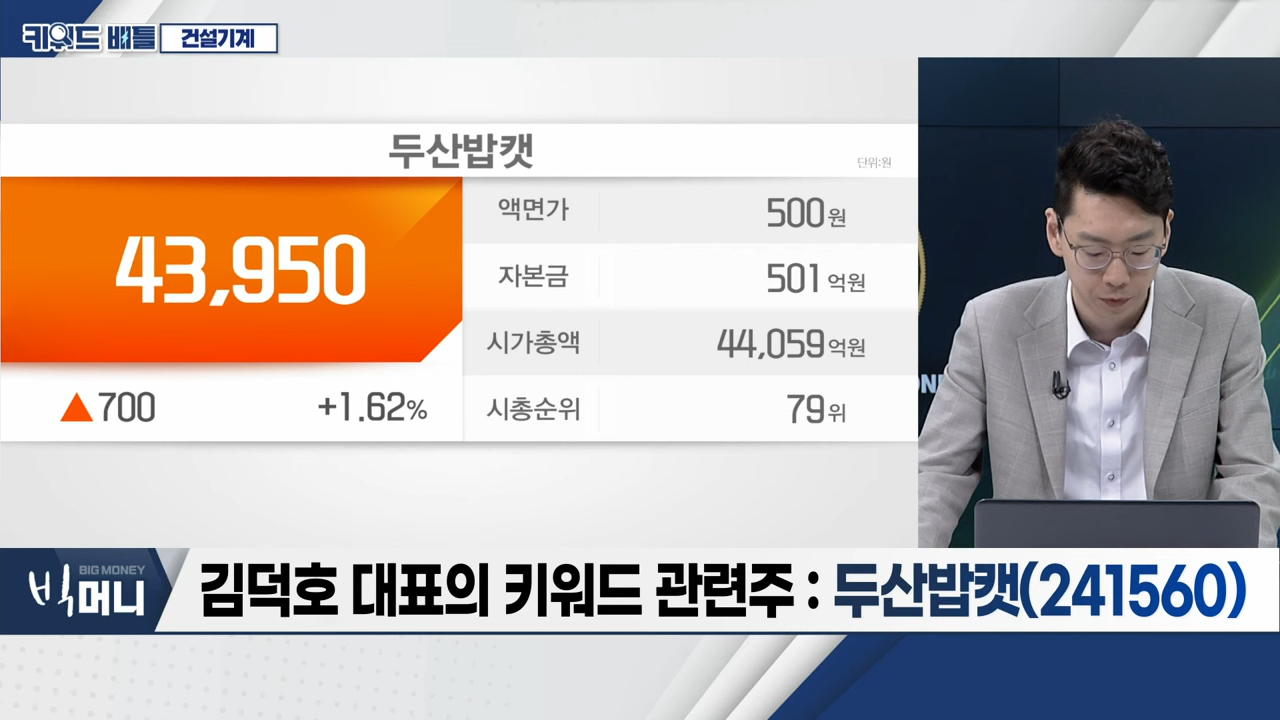 키워드 배틀 건설기계
두산밥캣
단위:원
43,950
▲700 +1.62%
액면가 500원
자본금 501억원
시가총액 44,059억원
시총순위 79위
빅머니 BIG MONEY
김덕호 대표의 키워드 관련주 : 두산밥캣(241560)